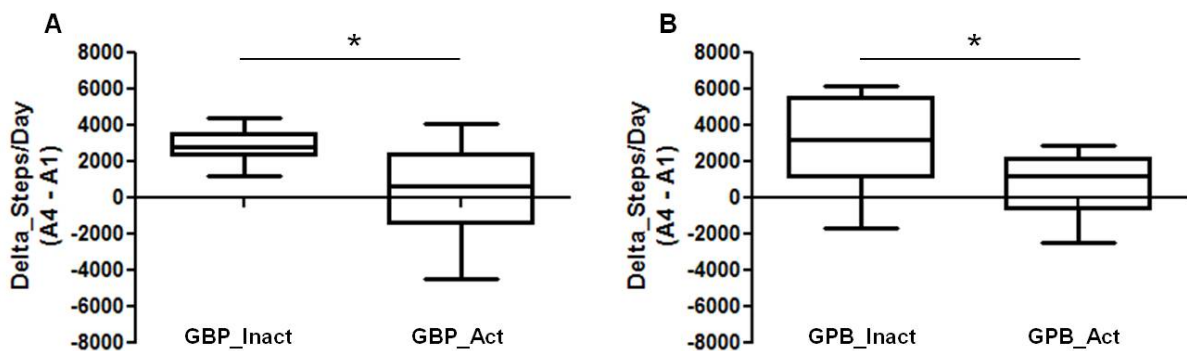 A
*
8000
6000
4000
2000
0
-2000
-4000
-6000
-8000
Delta_Steps/Day
(A4 - A1)
GBP_Inact
GBP_Act
B
*
8000
6000
4000
2000
0
-2000
-4000
-6000
-8000
Delta_Steps/Day
(A4 - A1)
GPB_Inact
GPB_Act